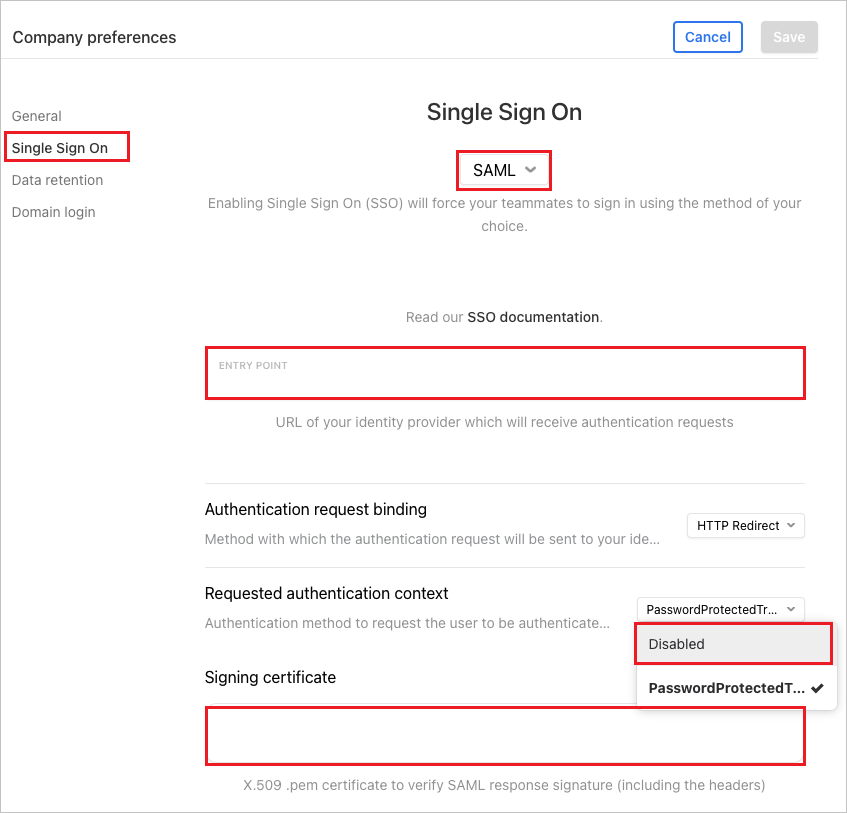 Company preferences
Cancel
Save
General
Single Sign On
Data retention
Domain login
Single Sign On
SAML
Enabling Single Sign On (SSO) will force your teammates to sign in using the method of your
choice.
Read our SSO documentation.
ENTRY POINT
URL of your identity provider which will receive authentication requests
Authentication request binding
Method with which the authentication request will be sent to your ide...
HTTP Redirect
Requested authentication context
Authentication method to request the user to be authenticate...
PasswordProtectedTr...
Disabled
PasswordProtectedT...
Signing certificate
X.509 .pem certificate to verify SAML response signature (including the headers)